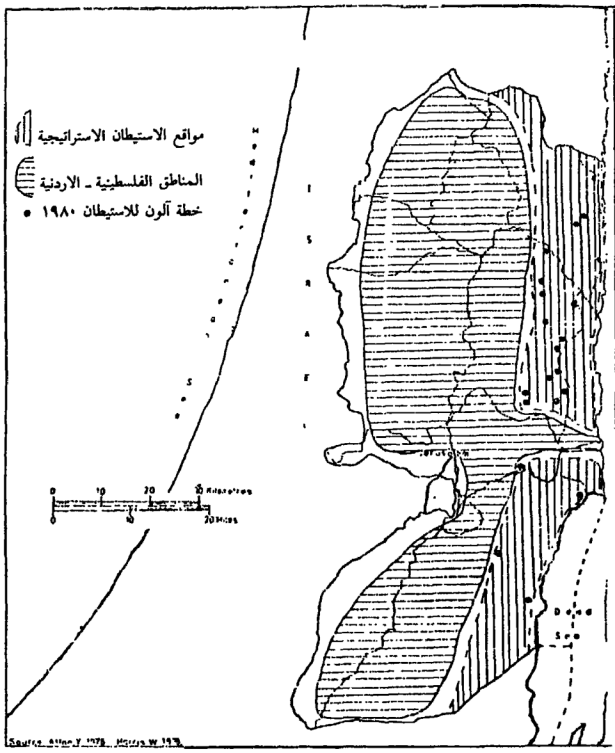 مواقع الاستيطان الاستراتيجية
المناطق الفلسطينية ـ الاردنية
خطة آلون للاستيطان ١٩٨٠
I S R A E L
Sea
0 10 20 30 Kilometres
0 10 20 Miles
Dead
Sea